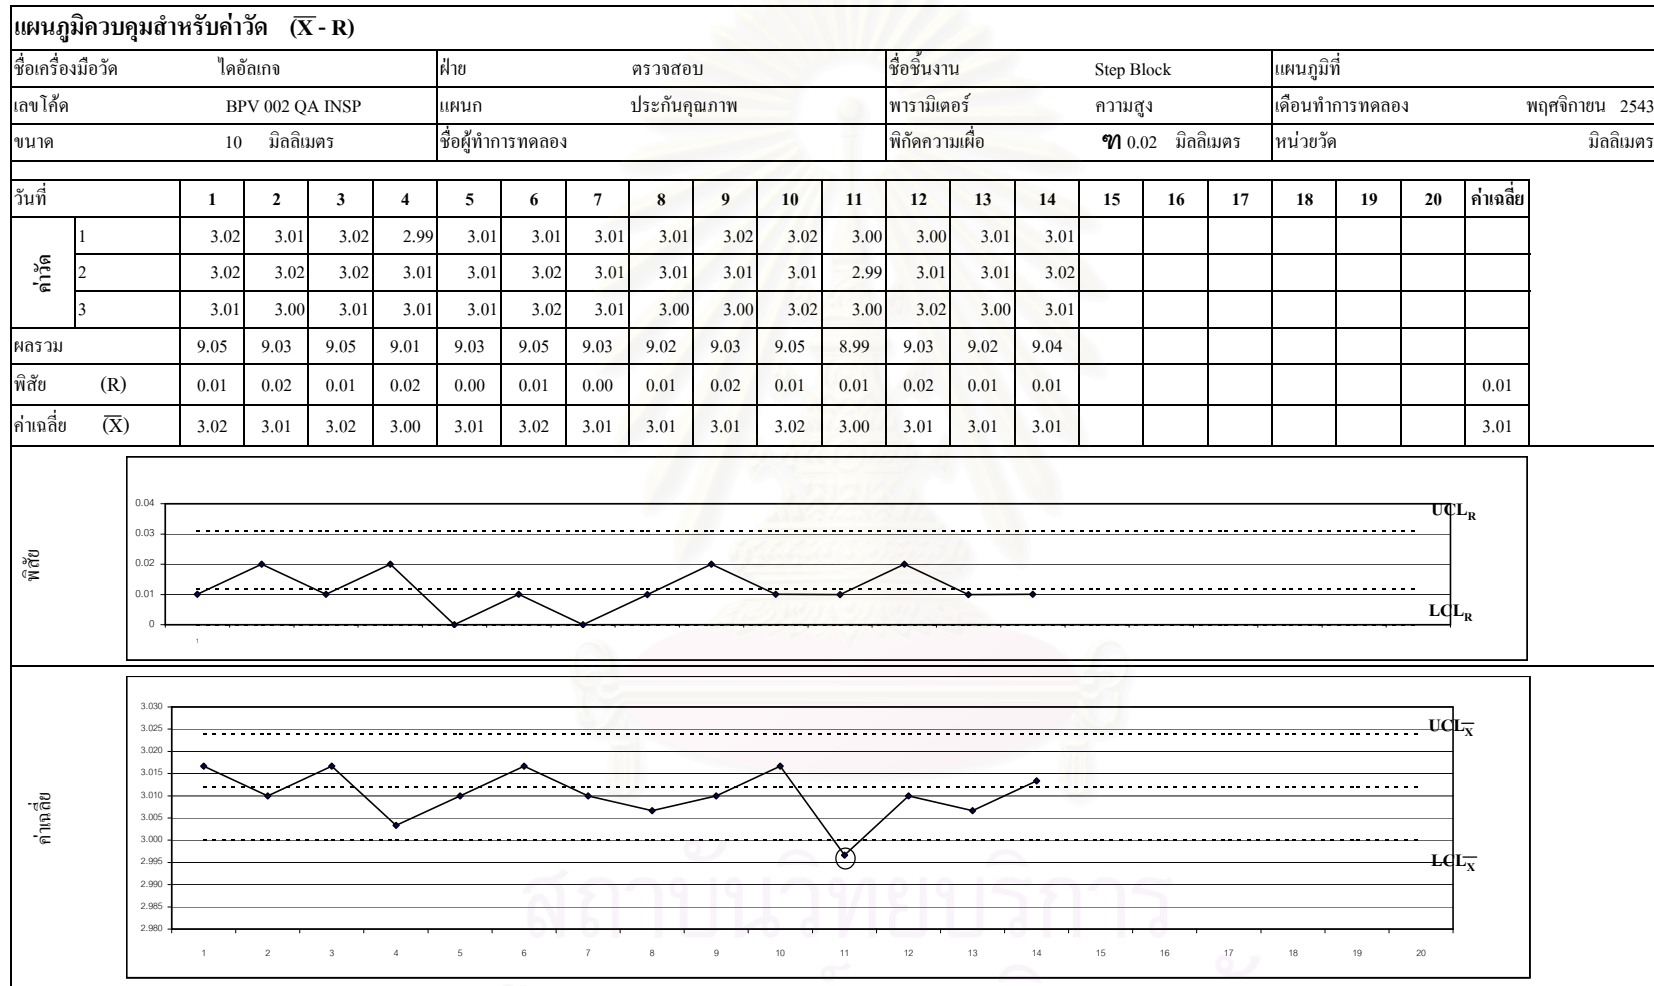 แผนภูมิควบคุมสำหรับค่าวัด (X̅ - R)
ชื่อเครื่องมือวัด ไดอัลเกจ ฝ่าย ตรวจสอบ ชื่อชิ้นงาน Step Block แผนภูมิที่
เลขโค้ด BPV 002 QA INSP แผนก ประกันคุณภาพ พารามิเตอร์ ความสูง เดือนทำการทดลอง พฤศจิกายน 2543
ขนาด 10 มิลลิเมตร ชื่อผู้ทำการทดลอง พิกัดความเผื่อ ฑ 0.02 มิลลิเมตร หน่วยวัด มิลลิเมตร
วันที่ 1 2 3 4 5 6 7 8 9 10 11 12 13 14 15 16 17 18 19 20 ค่าเฉลี่ย
ค่าวัด
1 3.02 3.01 3.02 2.99 3.01 3.01 3.01 3.01 3.02 3.02 3.00 3.00 3.01 3.01
2 3.02 3.02 3.02 3.01 3.01 3.02 3.01 3.01 3.01 3.01 2.99 3.01 3.01 3.02
3 3.01 3.00 3.01 3.01 3.01 3.02 3.01 3.00 3.00 3.02 3.00 3.02 3.00 3.01
ผลรวม 9.05 9.03 9.05 9.01 9.03 9.05 9.03 9.02 9.03 9.05 8.99 9.03 9.02 9.04
พิสัย (R) 0.01 0.02 0.01 0.02 0.00 0.01 0.00 0.01 0.02 0.01 0.01 0.02 0.01 0.01 0.01
ค่าเฉลี่ย (X̅) 3.02 3.01 3.02 3.00 3.01 3.02 3.01 3.01 3.01 3.02 3.00 3.01 3.01 3.01 3.01
พิสัย
0.04
UCL_R
0.03
0.02
0.01
LCL_R
0
1
ค่าเฉลี่ย
3.030
3.025
UCL_X̅
3.020
3.015
3.010
3.005
3.000
2.995
LCL_X̅
2.990
2.985
2.980
1 2 3 4 5 6 7 8 9 10 11 12 13 14 15 16 17 18 19 20
สถาบันวิทยบริการ